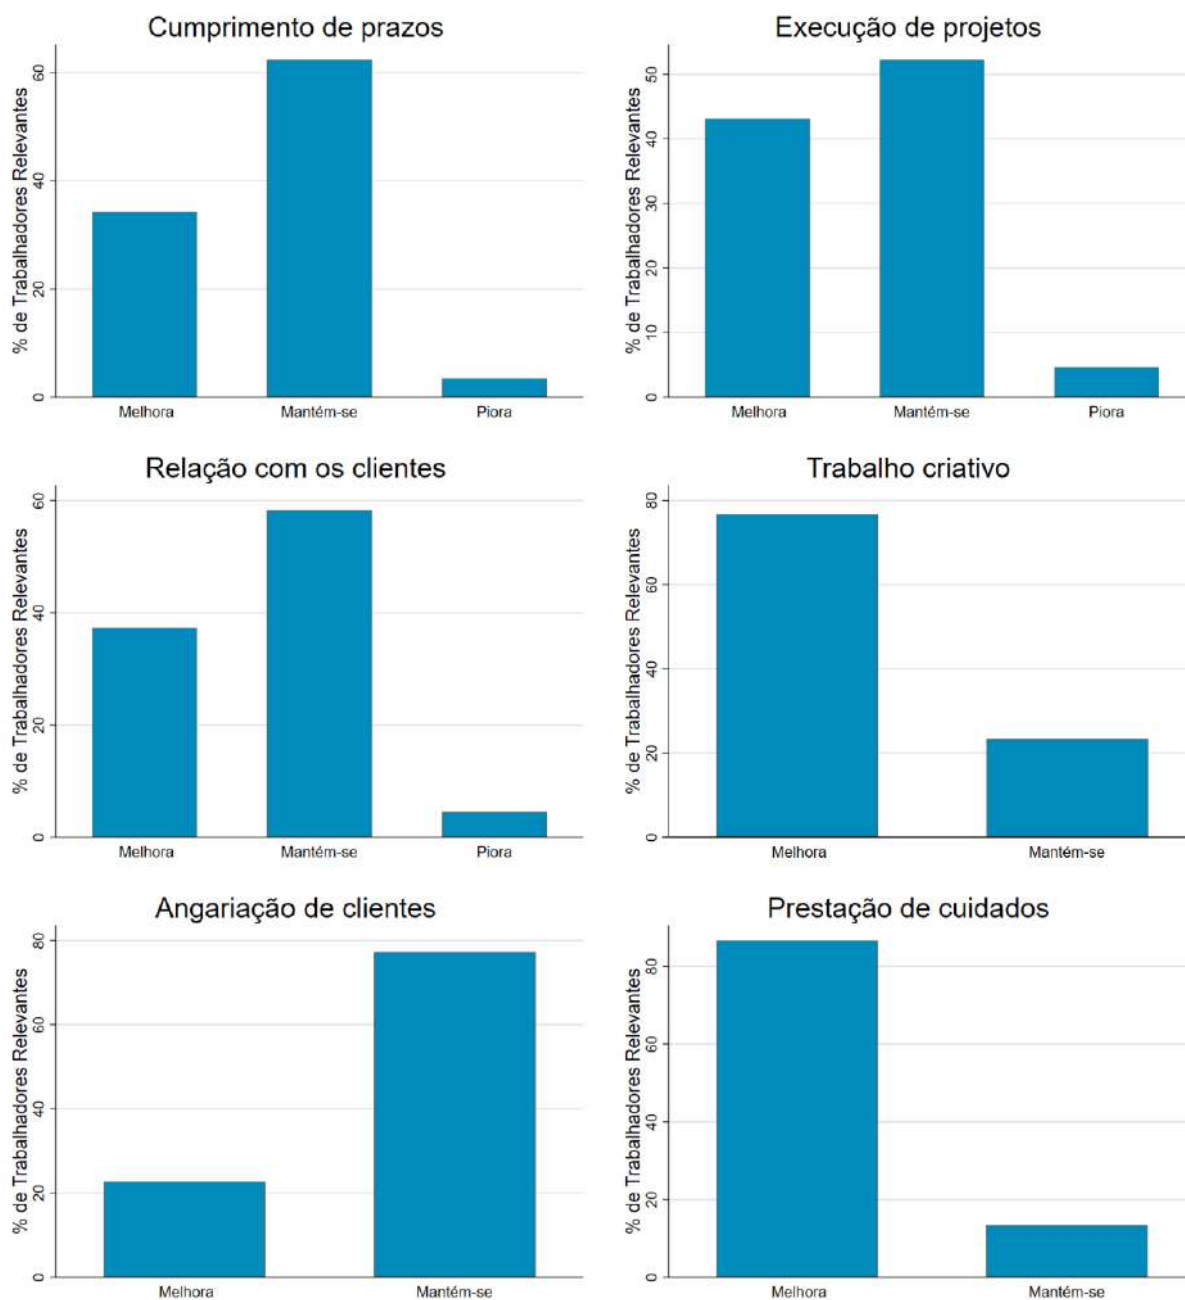 Cumprimento de prazos
% de Trabalhadores Relevantes
60
40
20
0
Melhora Mantém-se Piora
Execução de projetos
% de Trabalhadores Relevantes
50
40
30
20
10
0
Melhora Mantém-se Piora
Relação com os clientes
% de Trabalhadores Relevantes
60
40
20
0
Melhora Mantém-se Piora
Trabalho criativo
% de Trabalhadores Relevantes
80
60
40
20
0
Melhora Mantém-se
Angariação de clientes
% de Trabalhadores Relevantes
80
60
40
20
0
Melhora Mantém-se
Prestação de cuidados
% de Trabalhadores Relevantes
80
60
40
20
0
Melhora Mantém-se